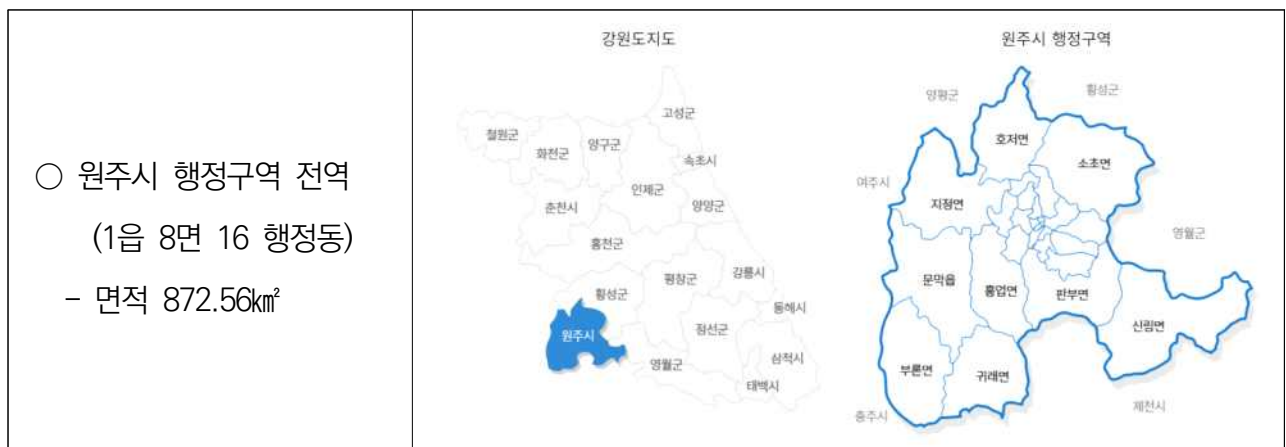 ○ 원주시 행정구역 전역
(1읍 8면 16 행정동)
- 면적 872.56㎢
강원도지도
고성군
철원군
화천군
양구군
속초시
인제군
양양군
춘천시
홍천군
강릉시
평창군
횡성군
동해시
정선군
원주시
삼척시
영월군
태백시
원주시 행정구역
양평군
횡성군
호저면
소초면
여주시
지정면
영월군
문막읍
흥업면
판부면
신림면
부론면
귀래면
충주시
제천시